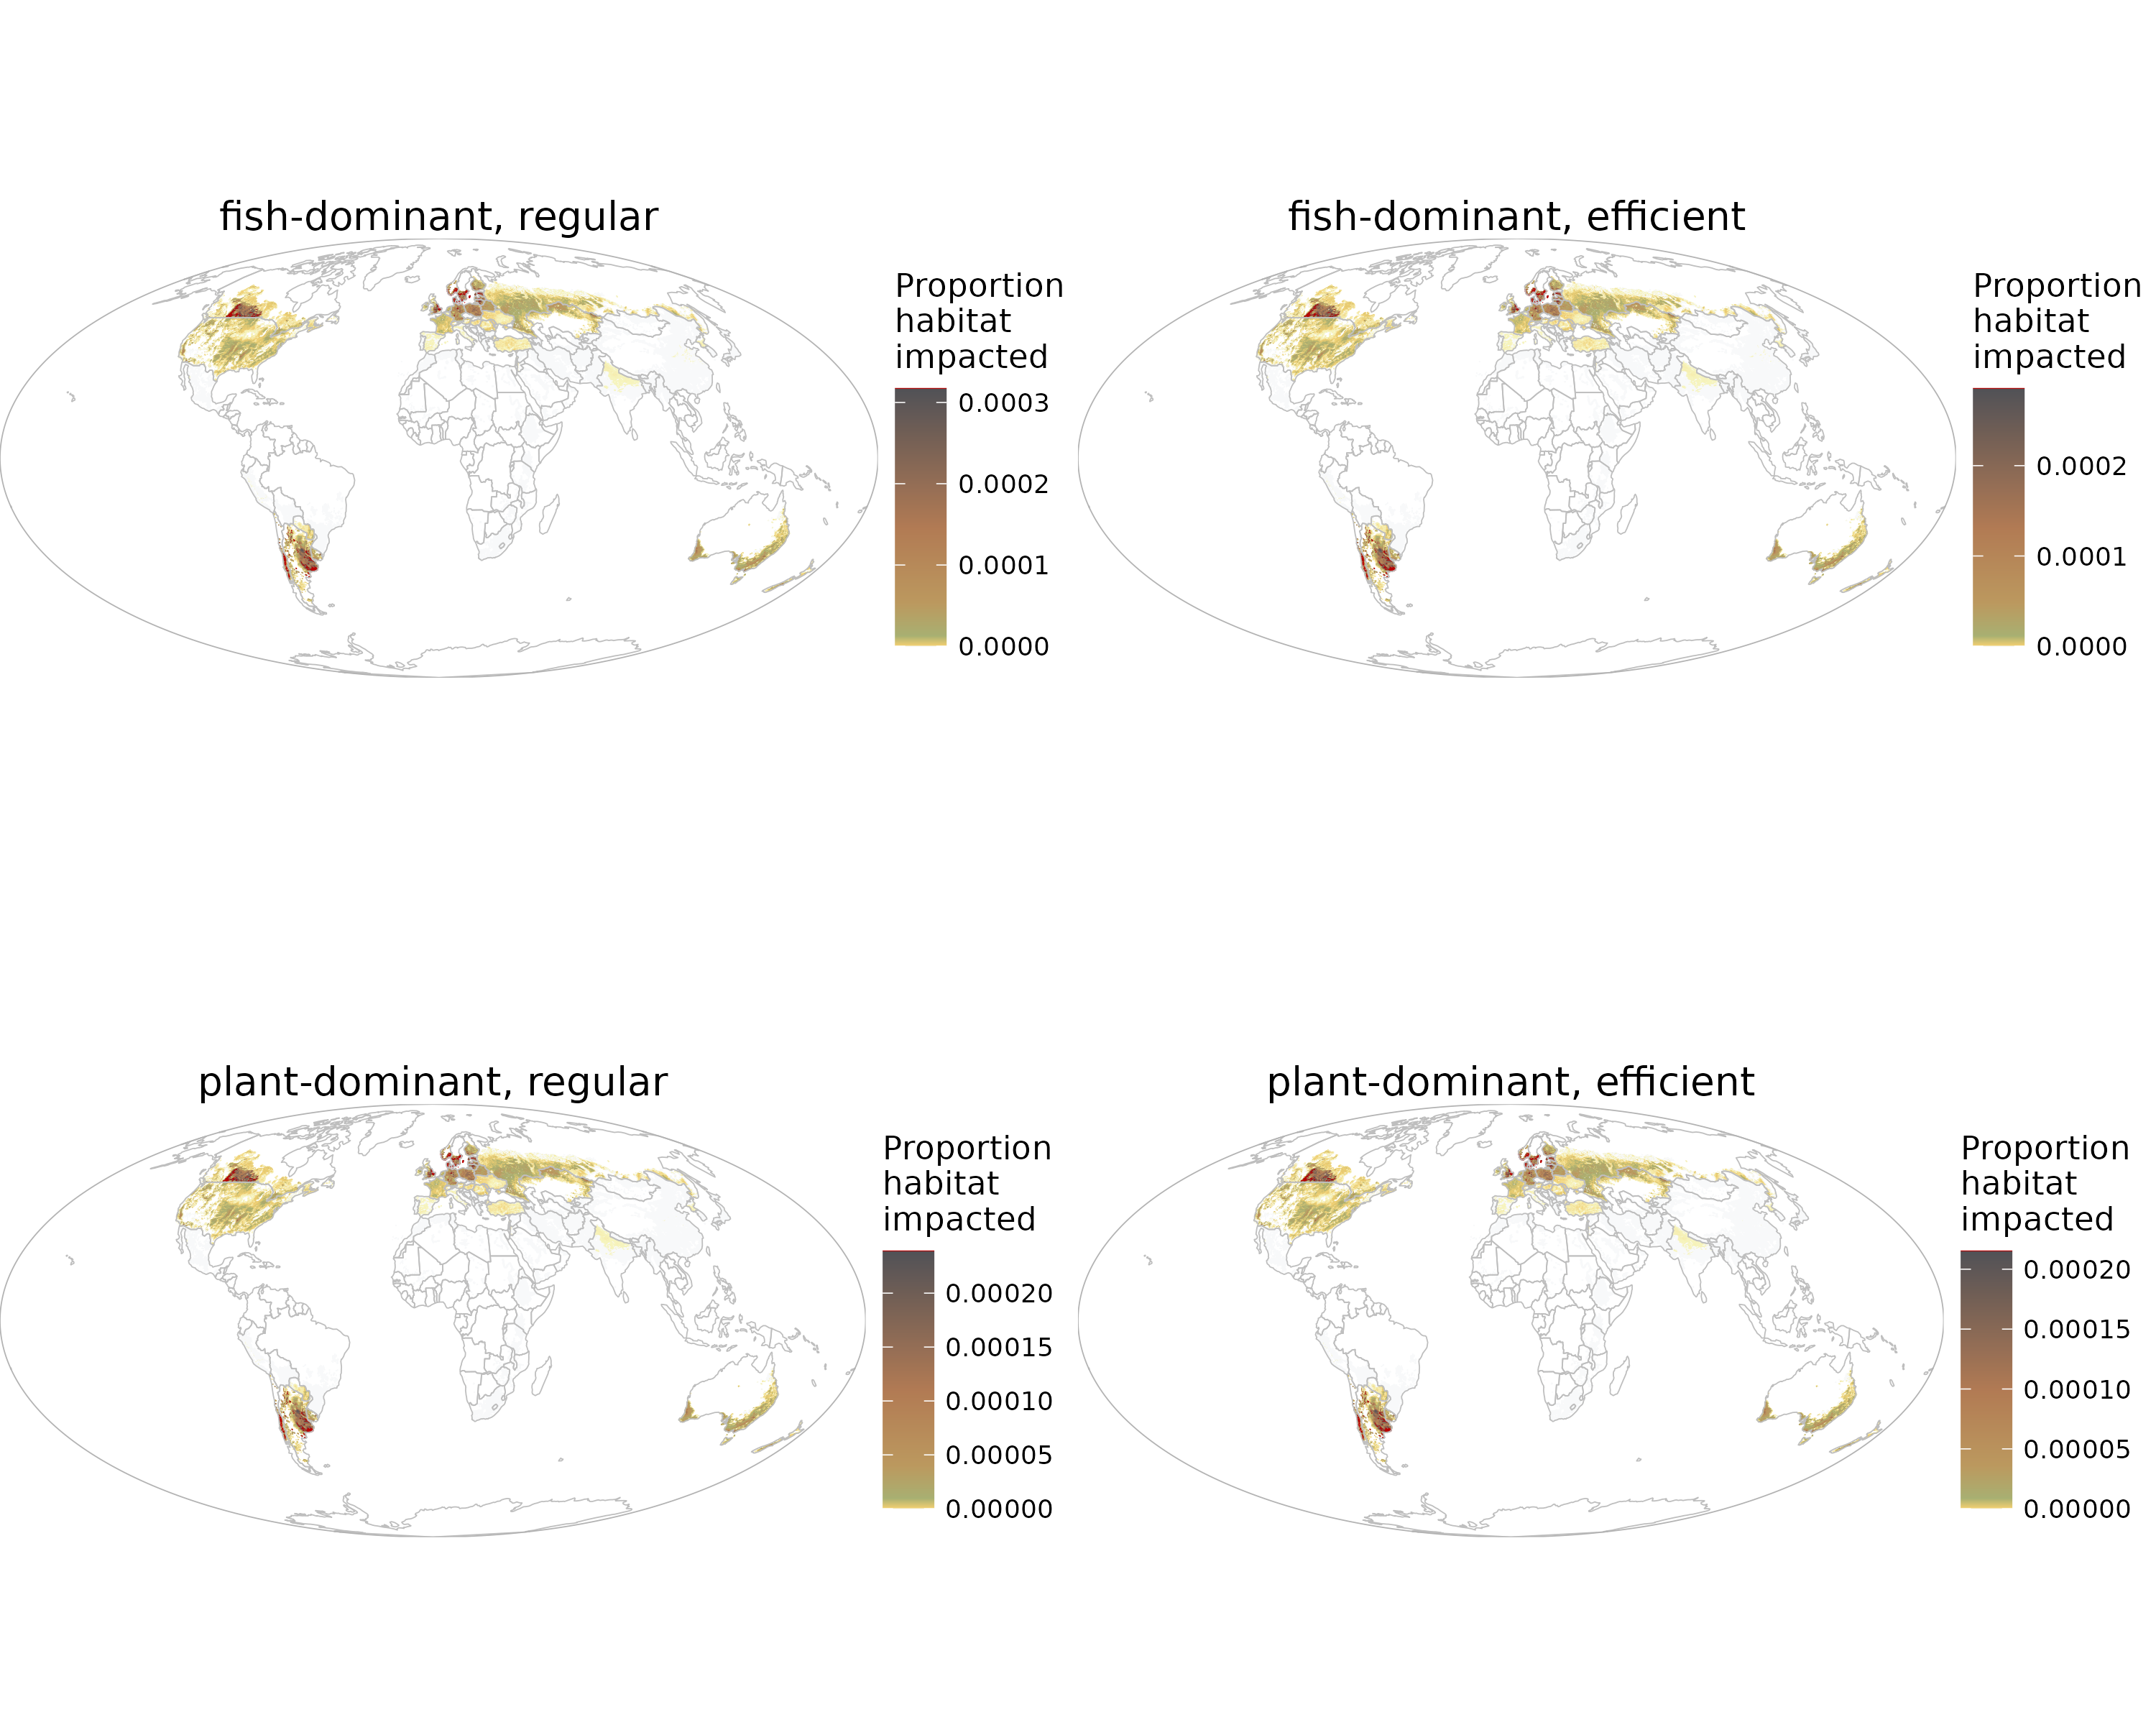 fish-dominant, regular
Proportion
habitat
impacted
0.0003
0.0002
0.0001
0.0000
fish-dominant, efficient
Proportion
habitat
impacted
0.0002
0.0001
0.0000
plant-dominant, regular
Proportion
habitat
impacted
0.00020
0.00015
0.00010
0.00005
0.00000
plant-dominant, efficient
Proportion
habitat
impacted
0.00020
0.00015
0.00010
0.00005
0.00000